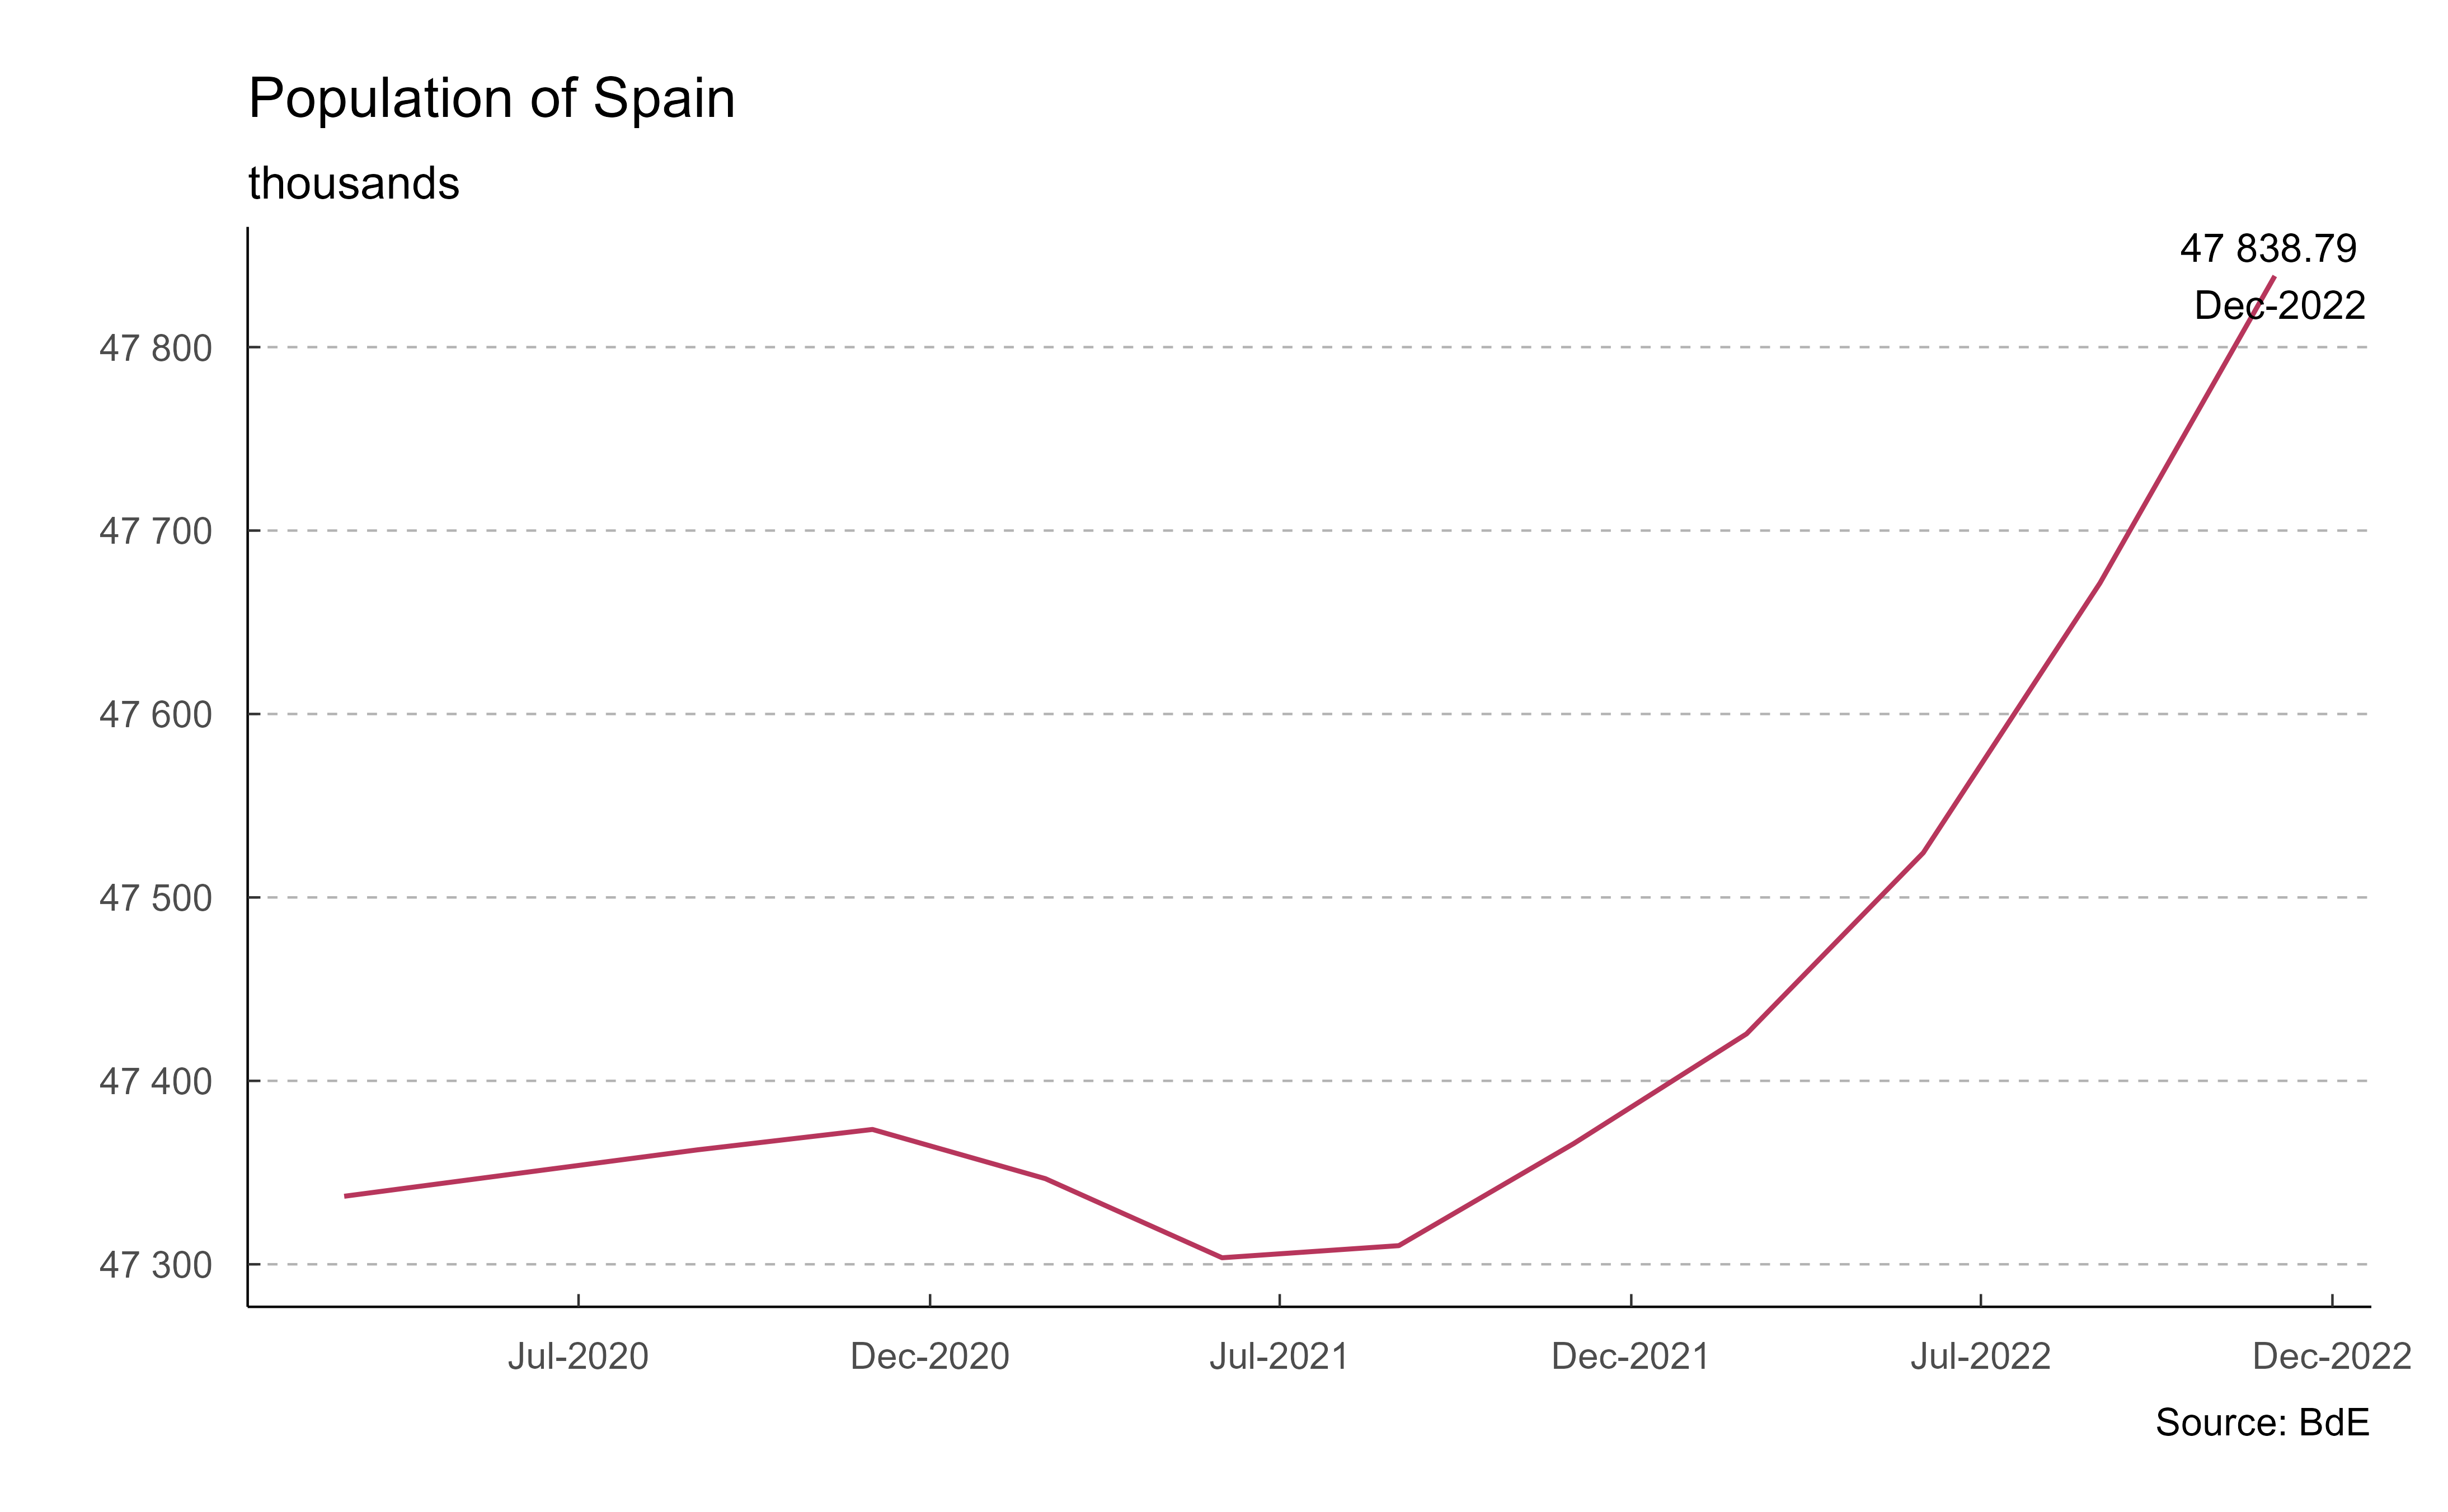 Population of Spain
thousands
47 838.79
Dec-2022
47 800
47 700
47 600
47 500
47 400
47 300
Jul-2020 Dec-2020 Jul-2021 Dec-2021 Jul-2022 Dec-2022
Source: BdE